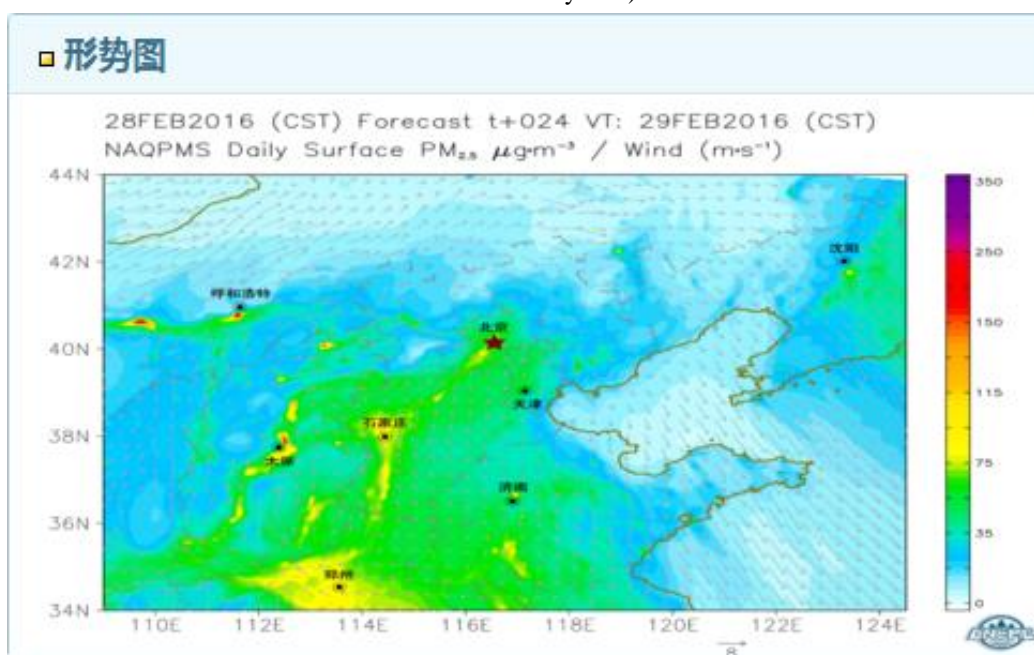 形势图
28FEB2016 (CST) Forecast t+024 VT: 29FEB2016 (CST)
NAQPMS Daily Surface PM₂.₅ μg·m⁻³ / Wind (m·s⁻¹)
44N
350
沈阳
42N
250
呼和浩特
150
北京
40N
115
天津
38N
石家庄
太原
75
济南
36N
35
郑州
34N
0
110E 112E 114E 116E 118E 120E 122E 124E
8